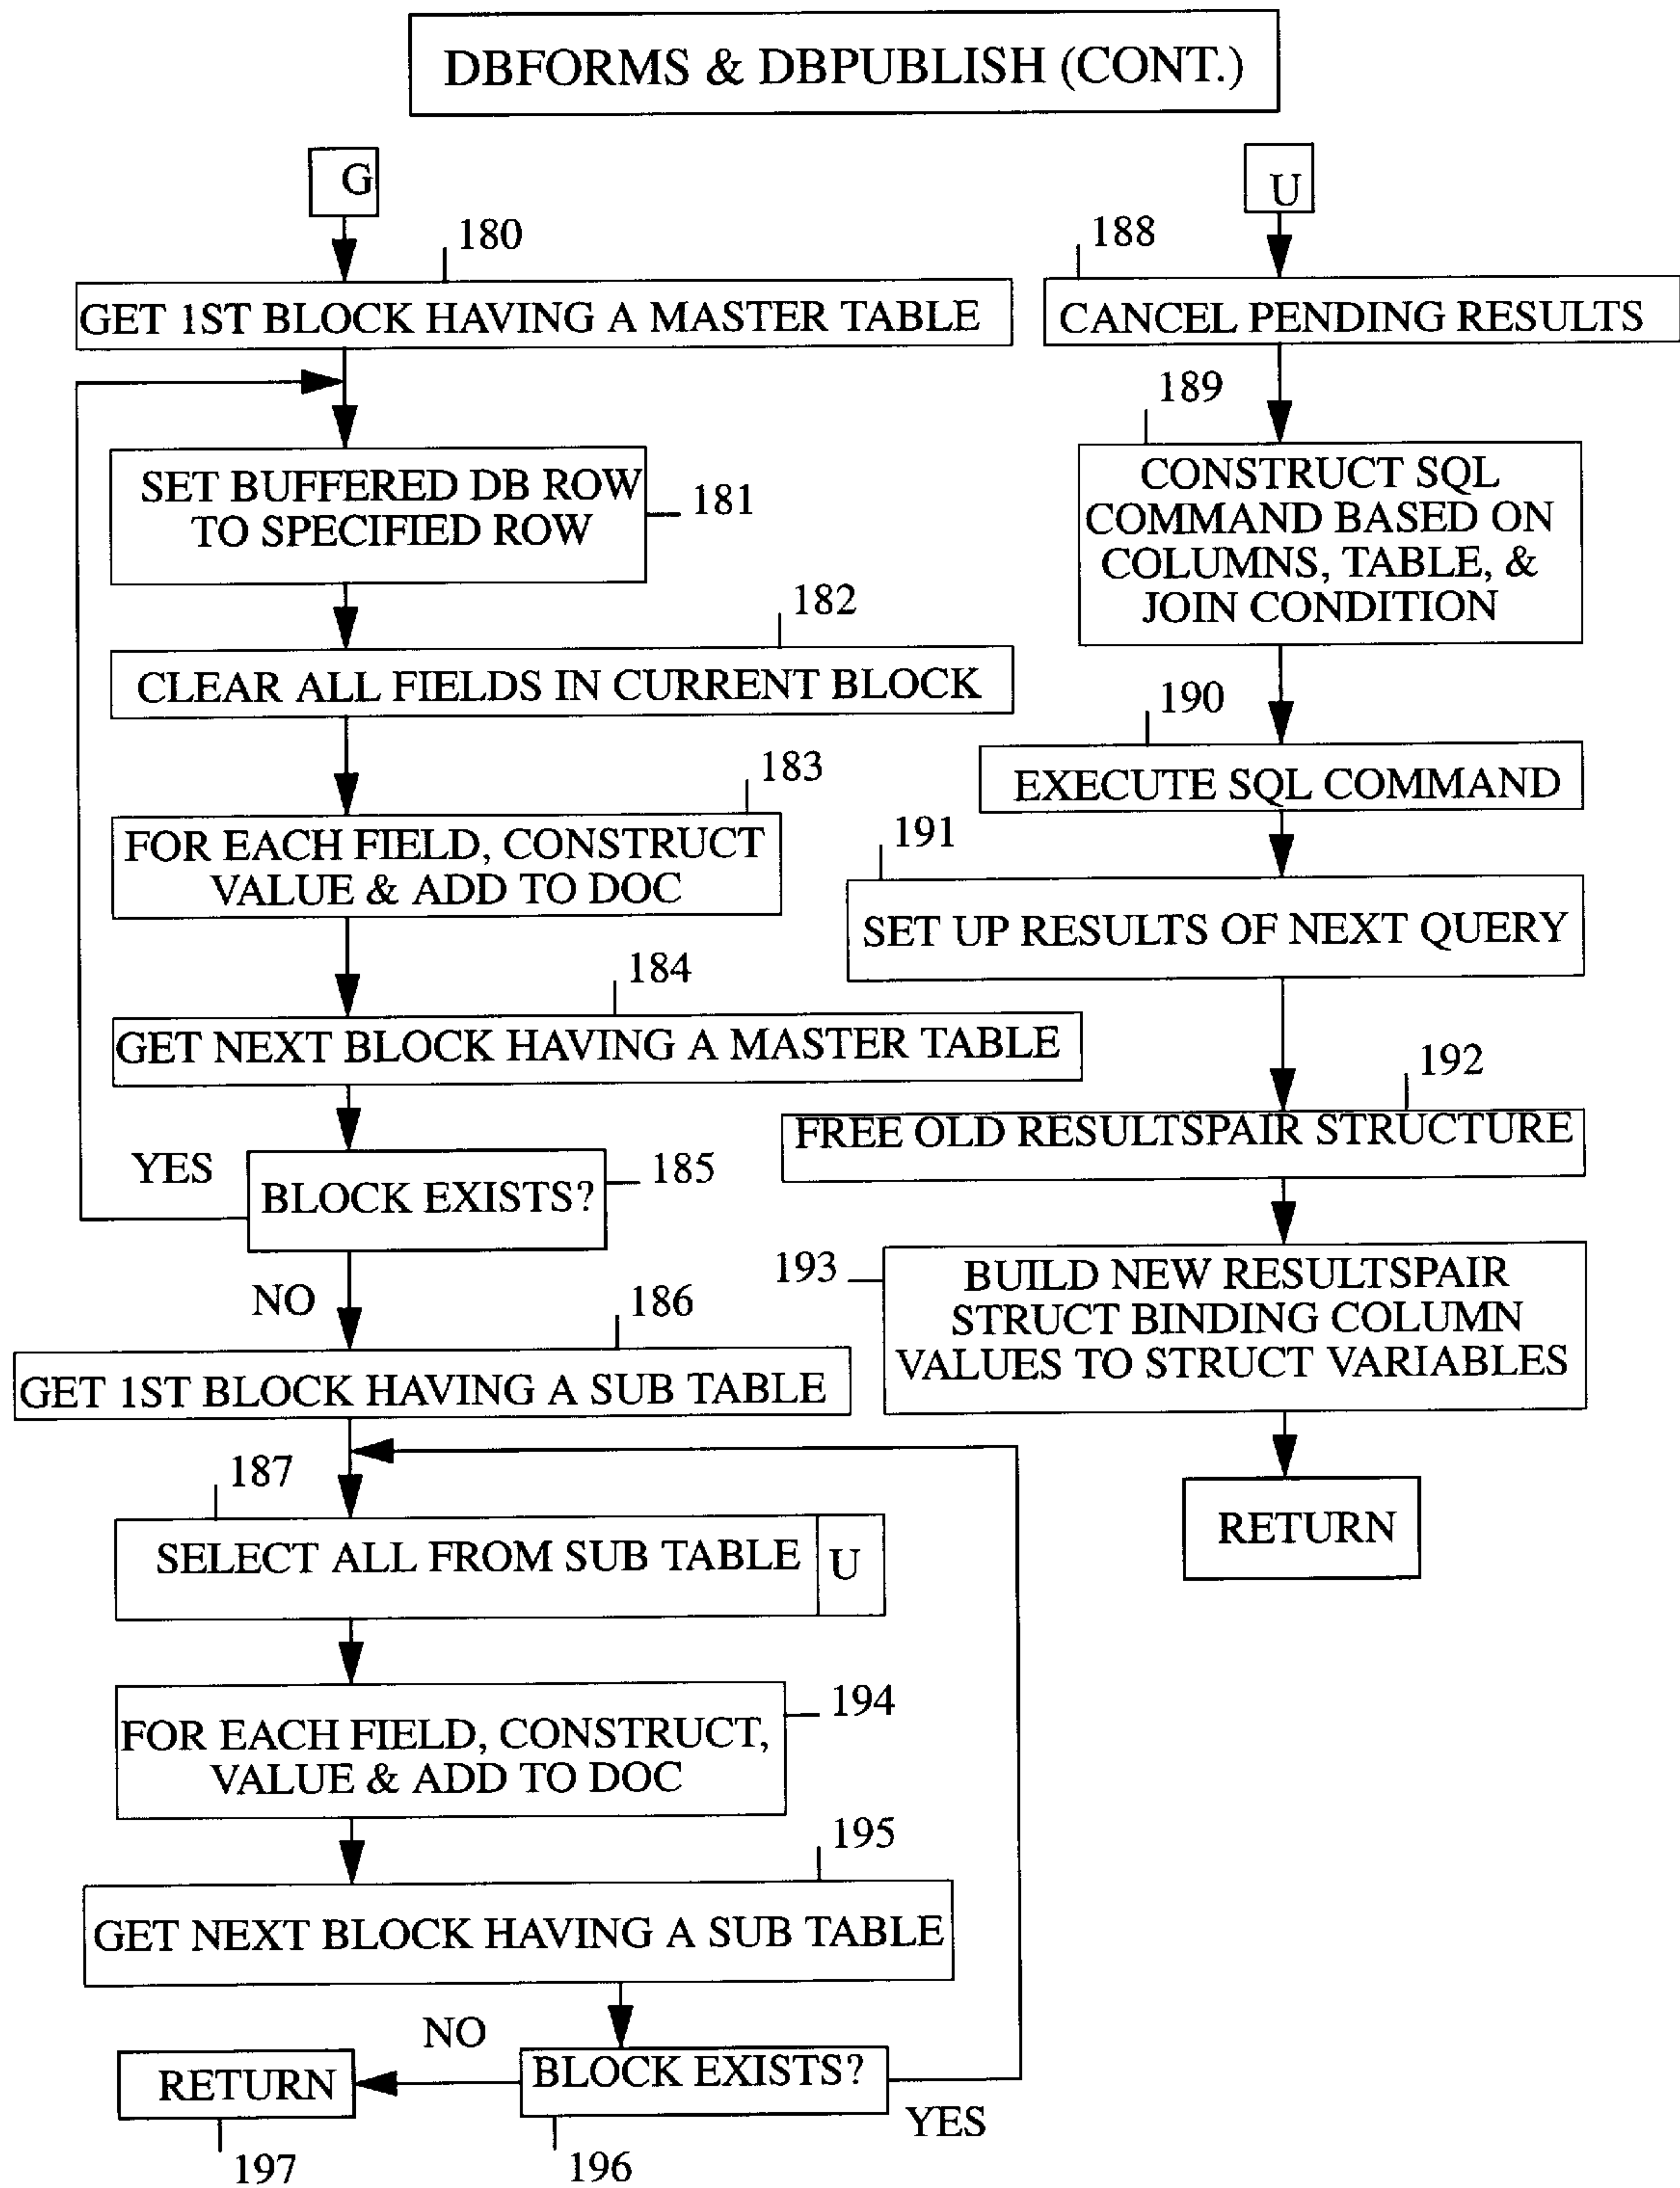 DBFORMS & DBPUBLISH (CONT.)
G
180
GET 1ST BLOCK HAVING A MASTER TABLE
SET BUFFERED DB ROW
TO SPECIFIED ROW
181
182
CLEAR ALL FIELDS IN CURRENT BLOCK
183
FOR EACH FIELD, CONSTRUCT
VALUE & ADD TO DOC
184
GET NEXT BLOCK HAVING A MASTER TABLE
YES
BLOCK EXISTS?
185
NO
186
GET 1ST BLOCK HAVING A SUB TABLE
187
SELECT ALL FROM SUB TABLE
U
FOR EACH FIELD, CONSTRUCT,
VALUE & ADD TO DOC
194
195
GET NEXT BLOCK HAVING A SUB TABLE
NO
BLOCK EXISTS?
YES
196
RETURN
197
U
188
CANCEL PENDING RESULTS
189
CONSTRUCT SQL
COMMAND BASED ON
COLUMNS, TABLE, &
JOIN CONDITION
190
EXECUTE SQL COMMAND
191
SET UP RESULTS OF NEXT QUERY
192
FREE OLD RESULTSPAIR STRUCTURE
193
BUILD NEW RESULTSPAIR
STRUCT BINDING COLUMN
VALUES TO STRUCT VARIABLES
RETURN